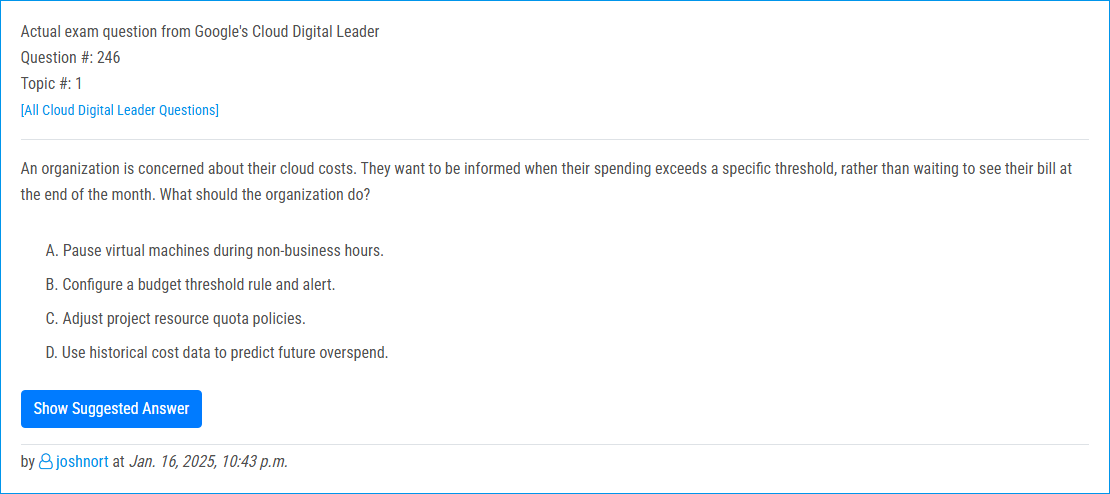 Actual exam question from Google's Cloud Digital Leader
Question #: 246
Topic #: 1
[All Cloud Digital Leader Questions]
An organization is concerned about their cloud costs. They want to be informed when their spending exceeds a specific threshold, rather than waiting to see their bill at
the end of the month. What should the organization do?
A. Pause virtual machines during non-business hours.
B. Configure a budget threshold rule and alert.
C. Adjust project resource quota policies.
D. Use historical cost data to predict future overspend.
Show Suggested Answer
by joshnort at Jan. 16, 2025, 10:43 p.m.